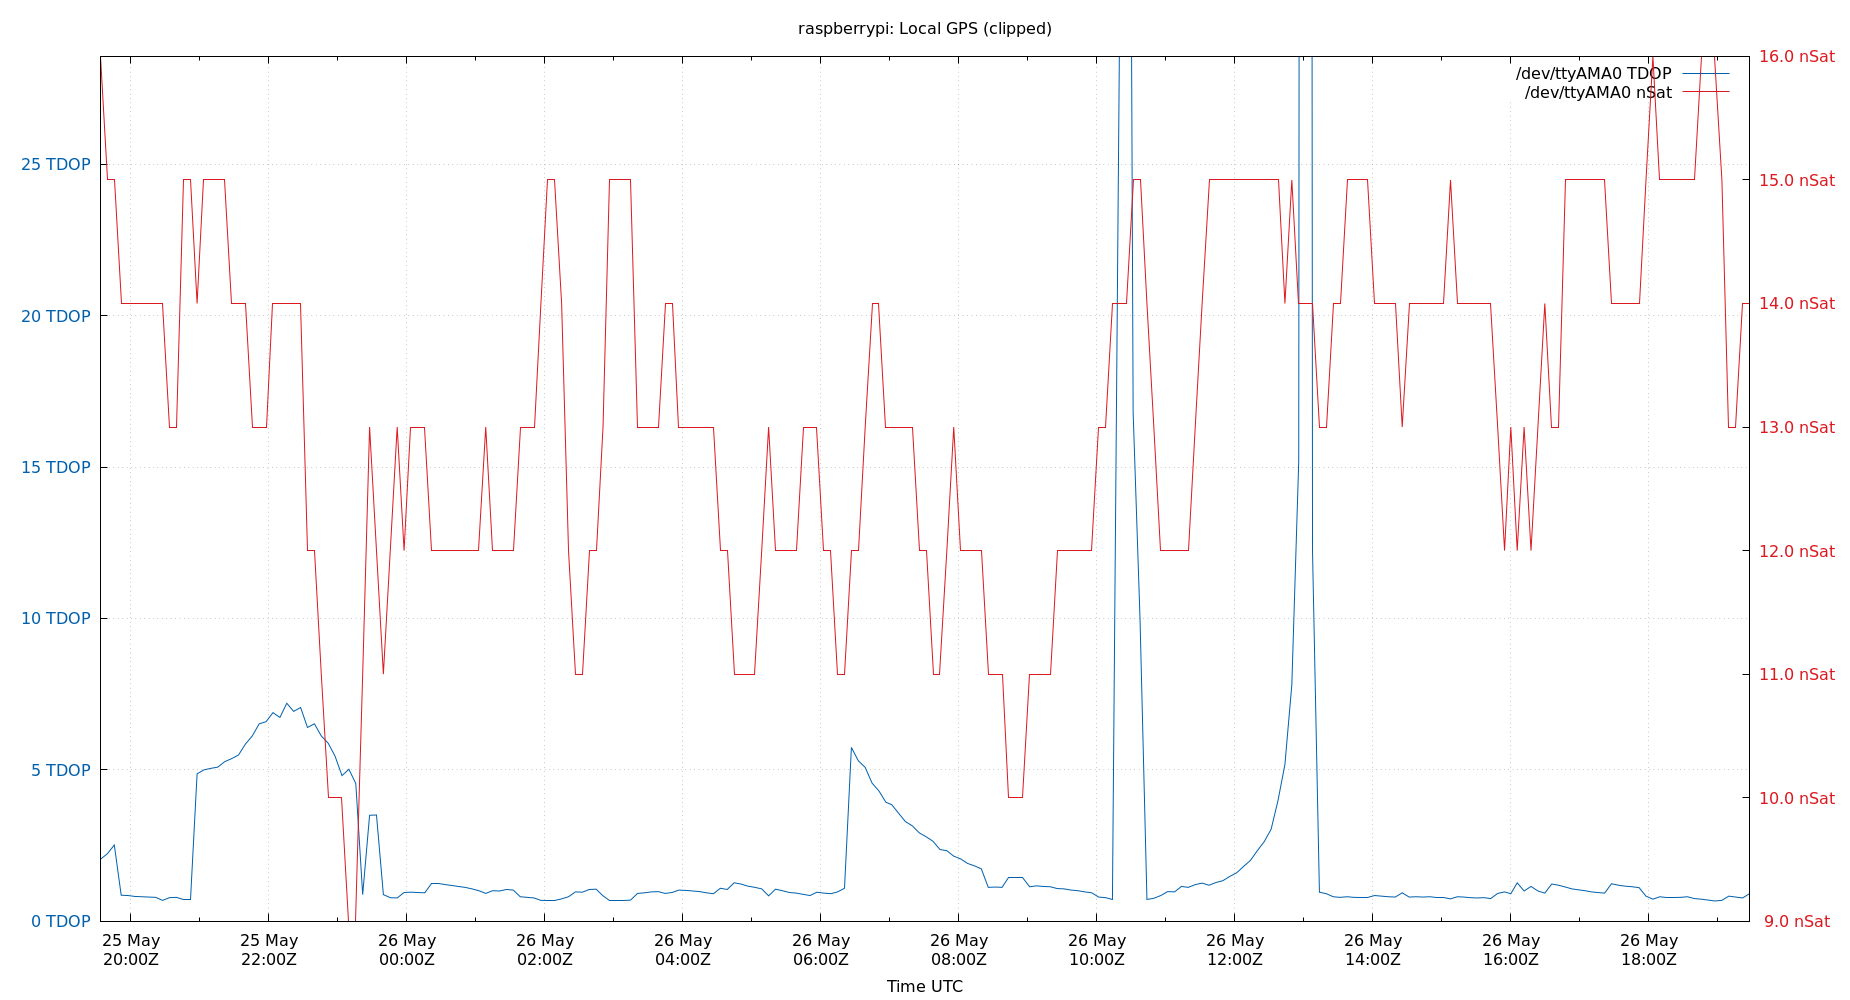 raspberrypi: Local GPS (clipped)
/dev/ttyAMA0 TDOP
/dev/ttyAMA0 nSat
25 TDOP
20 TDOP
15 TDOP
10 TDOP
5 TDOP
0 TDOP
16.0 nSat
15.0 nSat
14.0 nSat
13.0 nSat
12.0 nSat
11.0 nSat
10.0 nSat
9.0 nSat
25 May
20:00Z
25 May
22:00Z
26 May
00:00Z
26 May
02:00Z
26 May
04:00Z
26 May
06:00Z
26 May
08:00Z
26 May
10:00Z
26 May
12:00Z
26 May
14:00Z
26 May
16:00Z
26 May
18:00Z
Time UTC